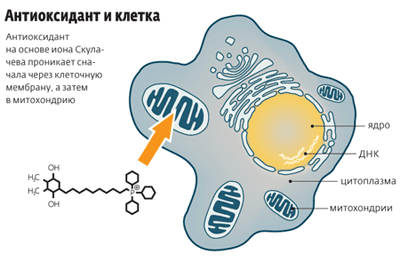 Антиоксидант и клетка
Антиоксидант
на основе иона Скула-
чева проникает сна-
чала через клеточную
мембрану, а затем
в митохондрию
ядро
ДНК
цитоплазма
митохондрии
OH
H₃C
H₃C
OH
P
⊕